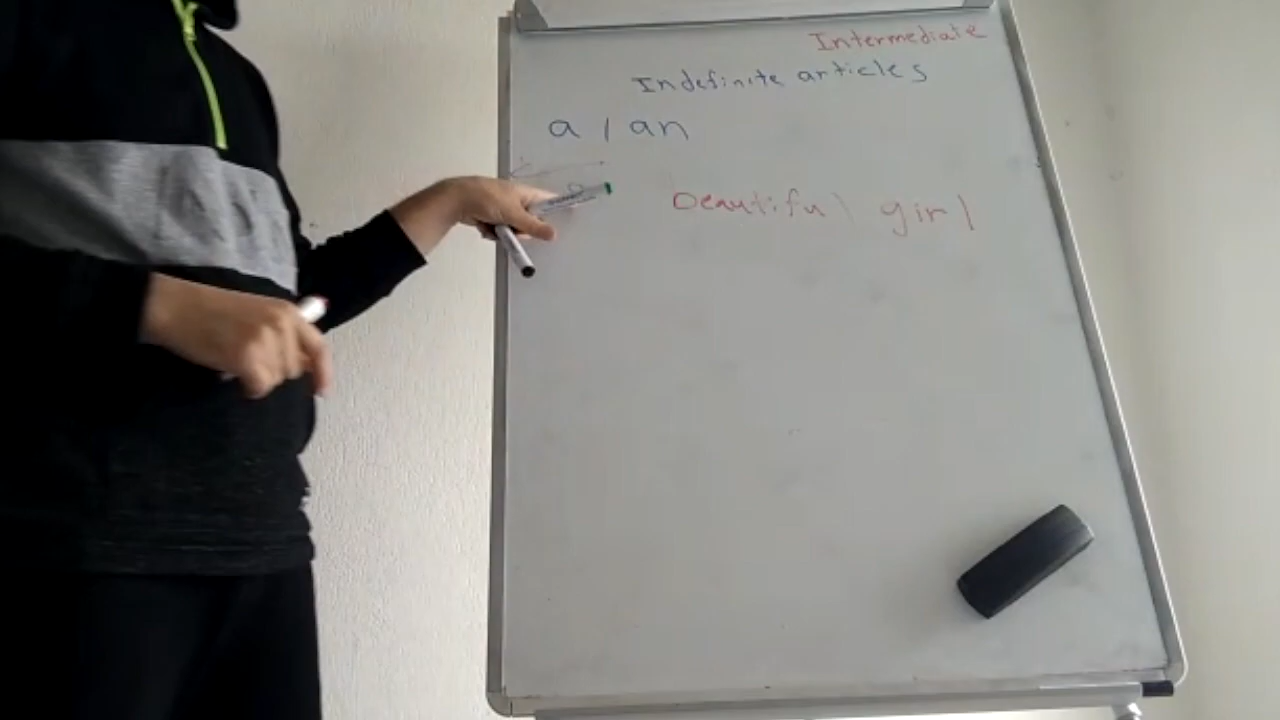 Intermediate
Indefinite articles
a / an
beautiful girl